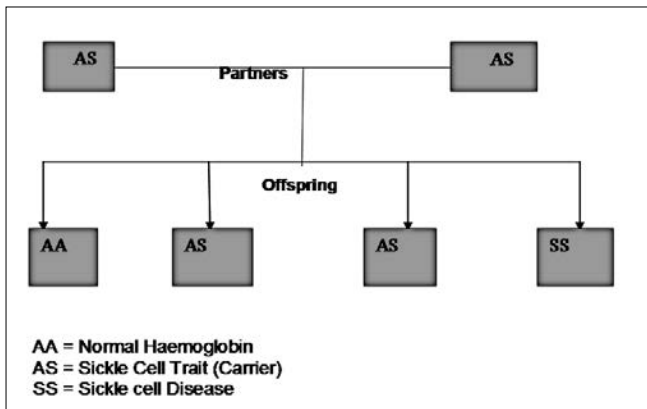 AS AS
Partners
Offspring
AA AS AS SS
AA = Normal Haemoglobin
AS = Sickle Cell Trait (Carrier)
SS = Sickle cell Disease